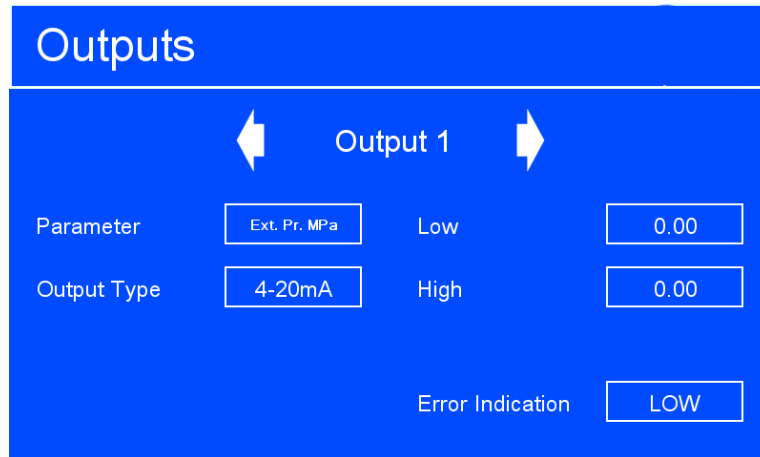 Outputs
Output 1
Parameter Ext. Pr. MPa Low 0.00
Output Type 4-20mA High 0.00
Error Indication LOW